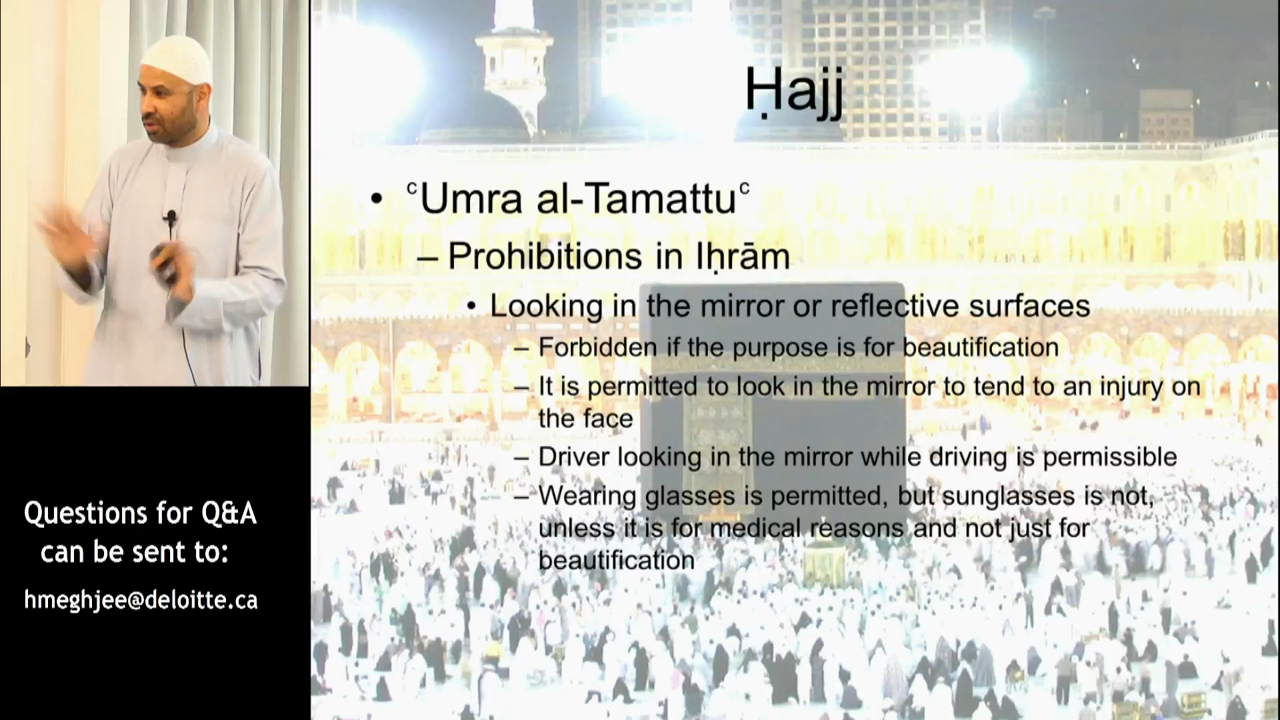 Ḥajj
• ᶜUmra al-Tamattuᶜ
– Prohibitions in Iḥrām
• Looking in the mirror or reflective surfaces
– Forbidden if the purpose is for beautification
– It is permitted to look in the mirror to tend to an injury on
the face
– Driver looking in the mirror while driving is permissible
– Wearing glasses is permitted, but sunglasses is not,
unless it is for medical reasons and not just for
beautification
Questions for Q&A
can be sent to:
hmeghjee@deloitte.ca